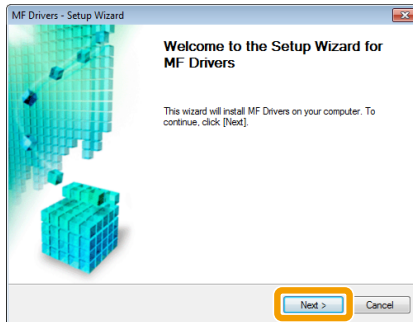 MF Drivers - Setup Wizard
Welcome to the Setup Wizard for
MF Drivers
This wizard will install MF Drivers on your computer. To
continue, click [Next].
Next >
Cancel